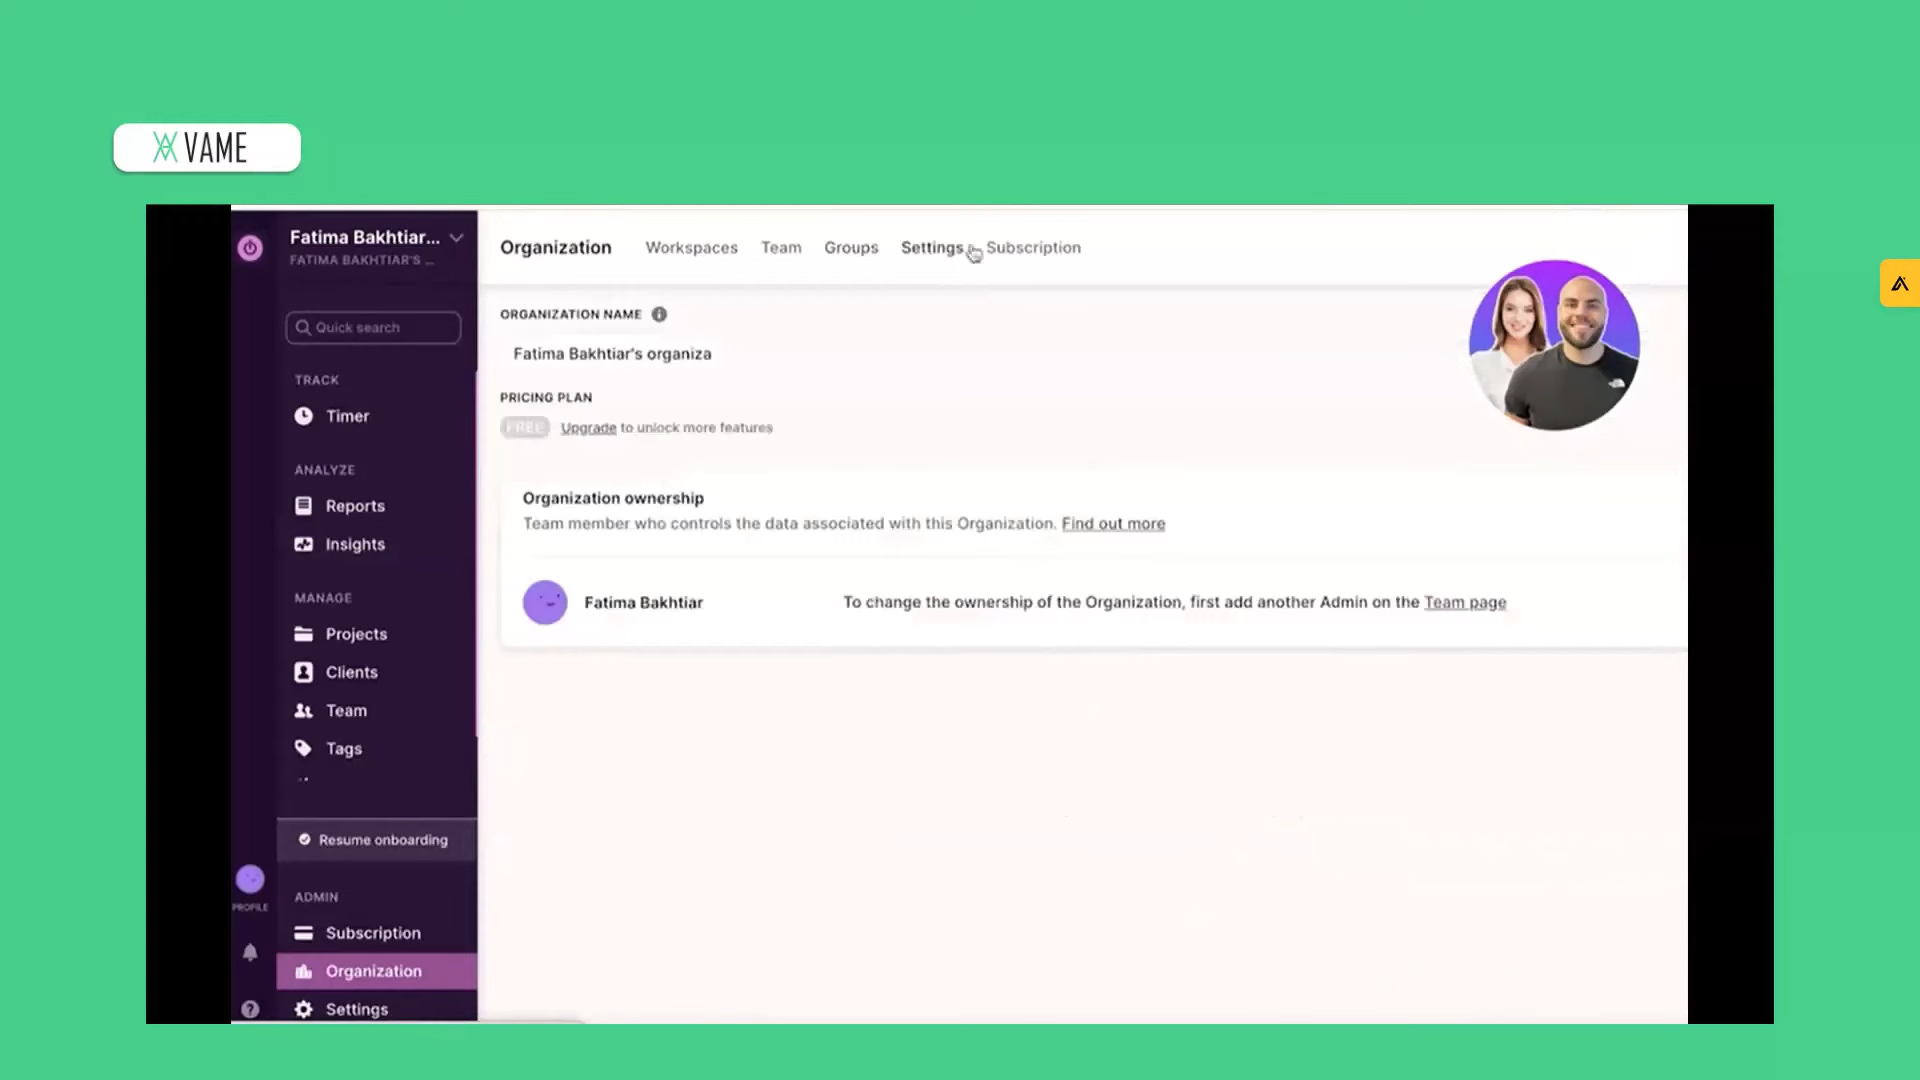 VAME
Fatima Bakhtiar...
FATIMA BAKHTIAR'S ...
Quick search
TRACK
Timer
ANALYZE
Reports
Insights
MANAGE
Projects
Clients
Team
Tags
Resume onboarding
PROFILE
ADMIN
Subscription
Organization
Settings
Organization Workspaces Team Groups Settings Subscription
ORGANIZATION NAME
Fatima Bakhtiar's organiza
PRICING PLAN
FREE Upgrade to unlock more features
Organization ownership
Team member who controls the data associated with this Organization. Find out more
Fatima Bakhtiar To change the ownership of the Organization, first add another Admin on the Team page